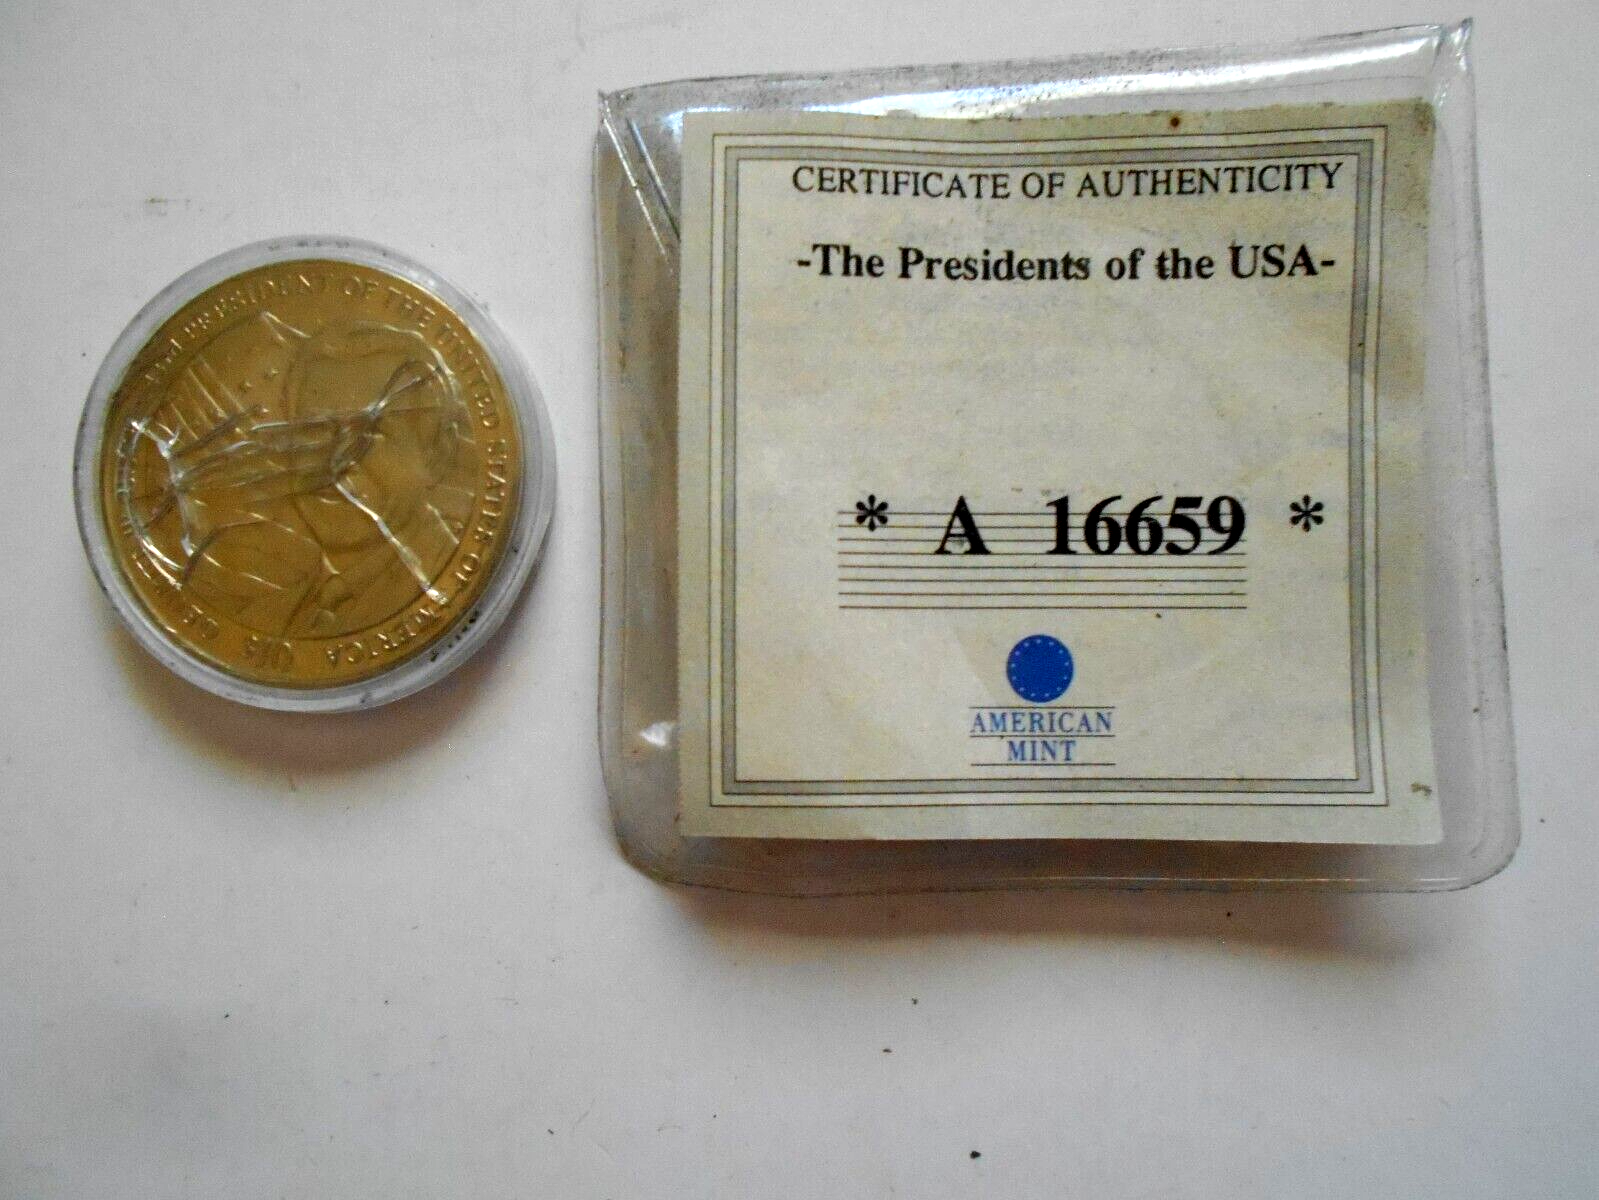 PRESIDENT OF THE UNITED STATES OF AMERICA
CERTIFICATE OF AUTHENTICITY
-The Presidents of the USA-
* A 16659 *
AMERICAN
MINT